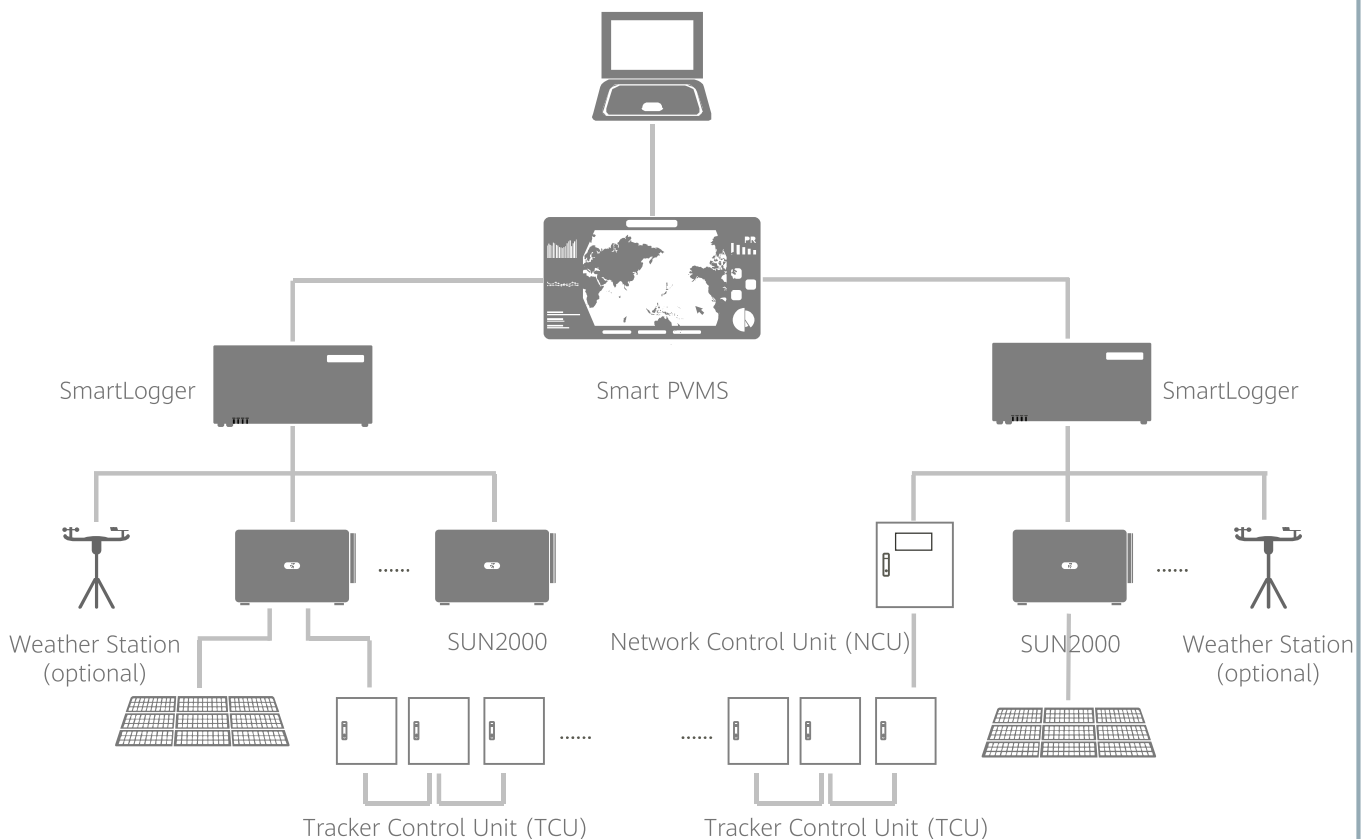 PR
SmartLogger
Smart PVMS
SmartLogger
......
......
Weather Station
(optional)
SUN2000
Network Control Unit (NCU)
SUN2000
Weather Station
(optional)
......
......
Tracker Control Unit (TCU)
Tracker Control Unit (TCU)